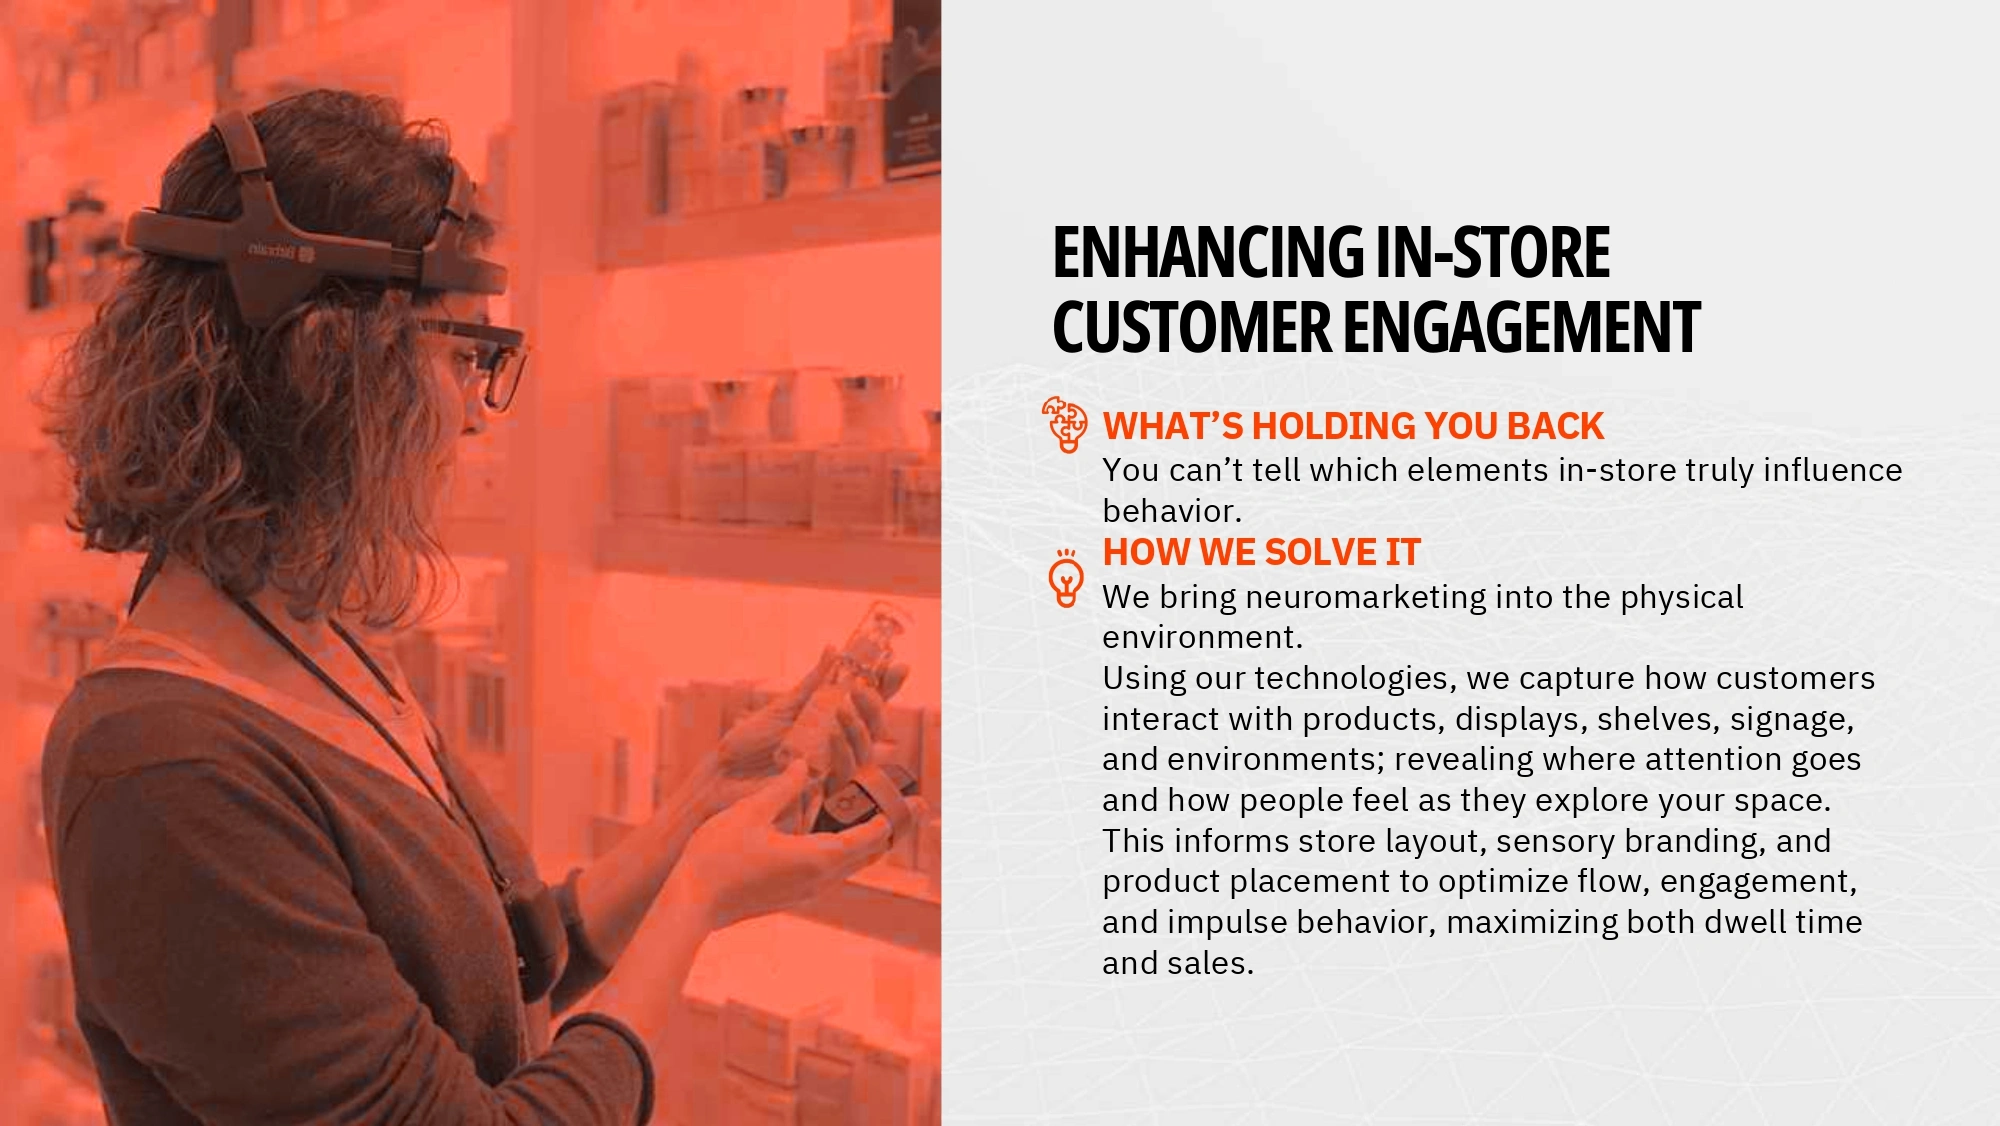 ENHANCING IN-STORE
CUSTOMER ENGAGEMENT
WHAT’S HOLDING YOU BACK
You can’t tell which elements in-store truly influence
behavior.
HOW WE SOLVE IT
We bring neuromarketing into the physical
environment.
Using our technologies, we capture how customers
interact with products, displays, shelves, signage,
and environments; revealing where attention goes
and how people feel as they explore your space.
This informs store layout, sensory branding, and
product placement to optimize flow, engagement,
and impulse behavior, maximizing both dwell time
and sales.